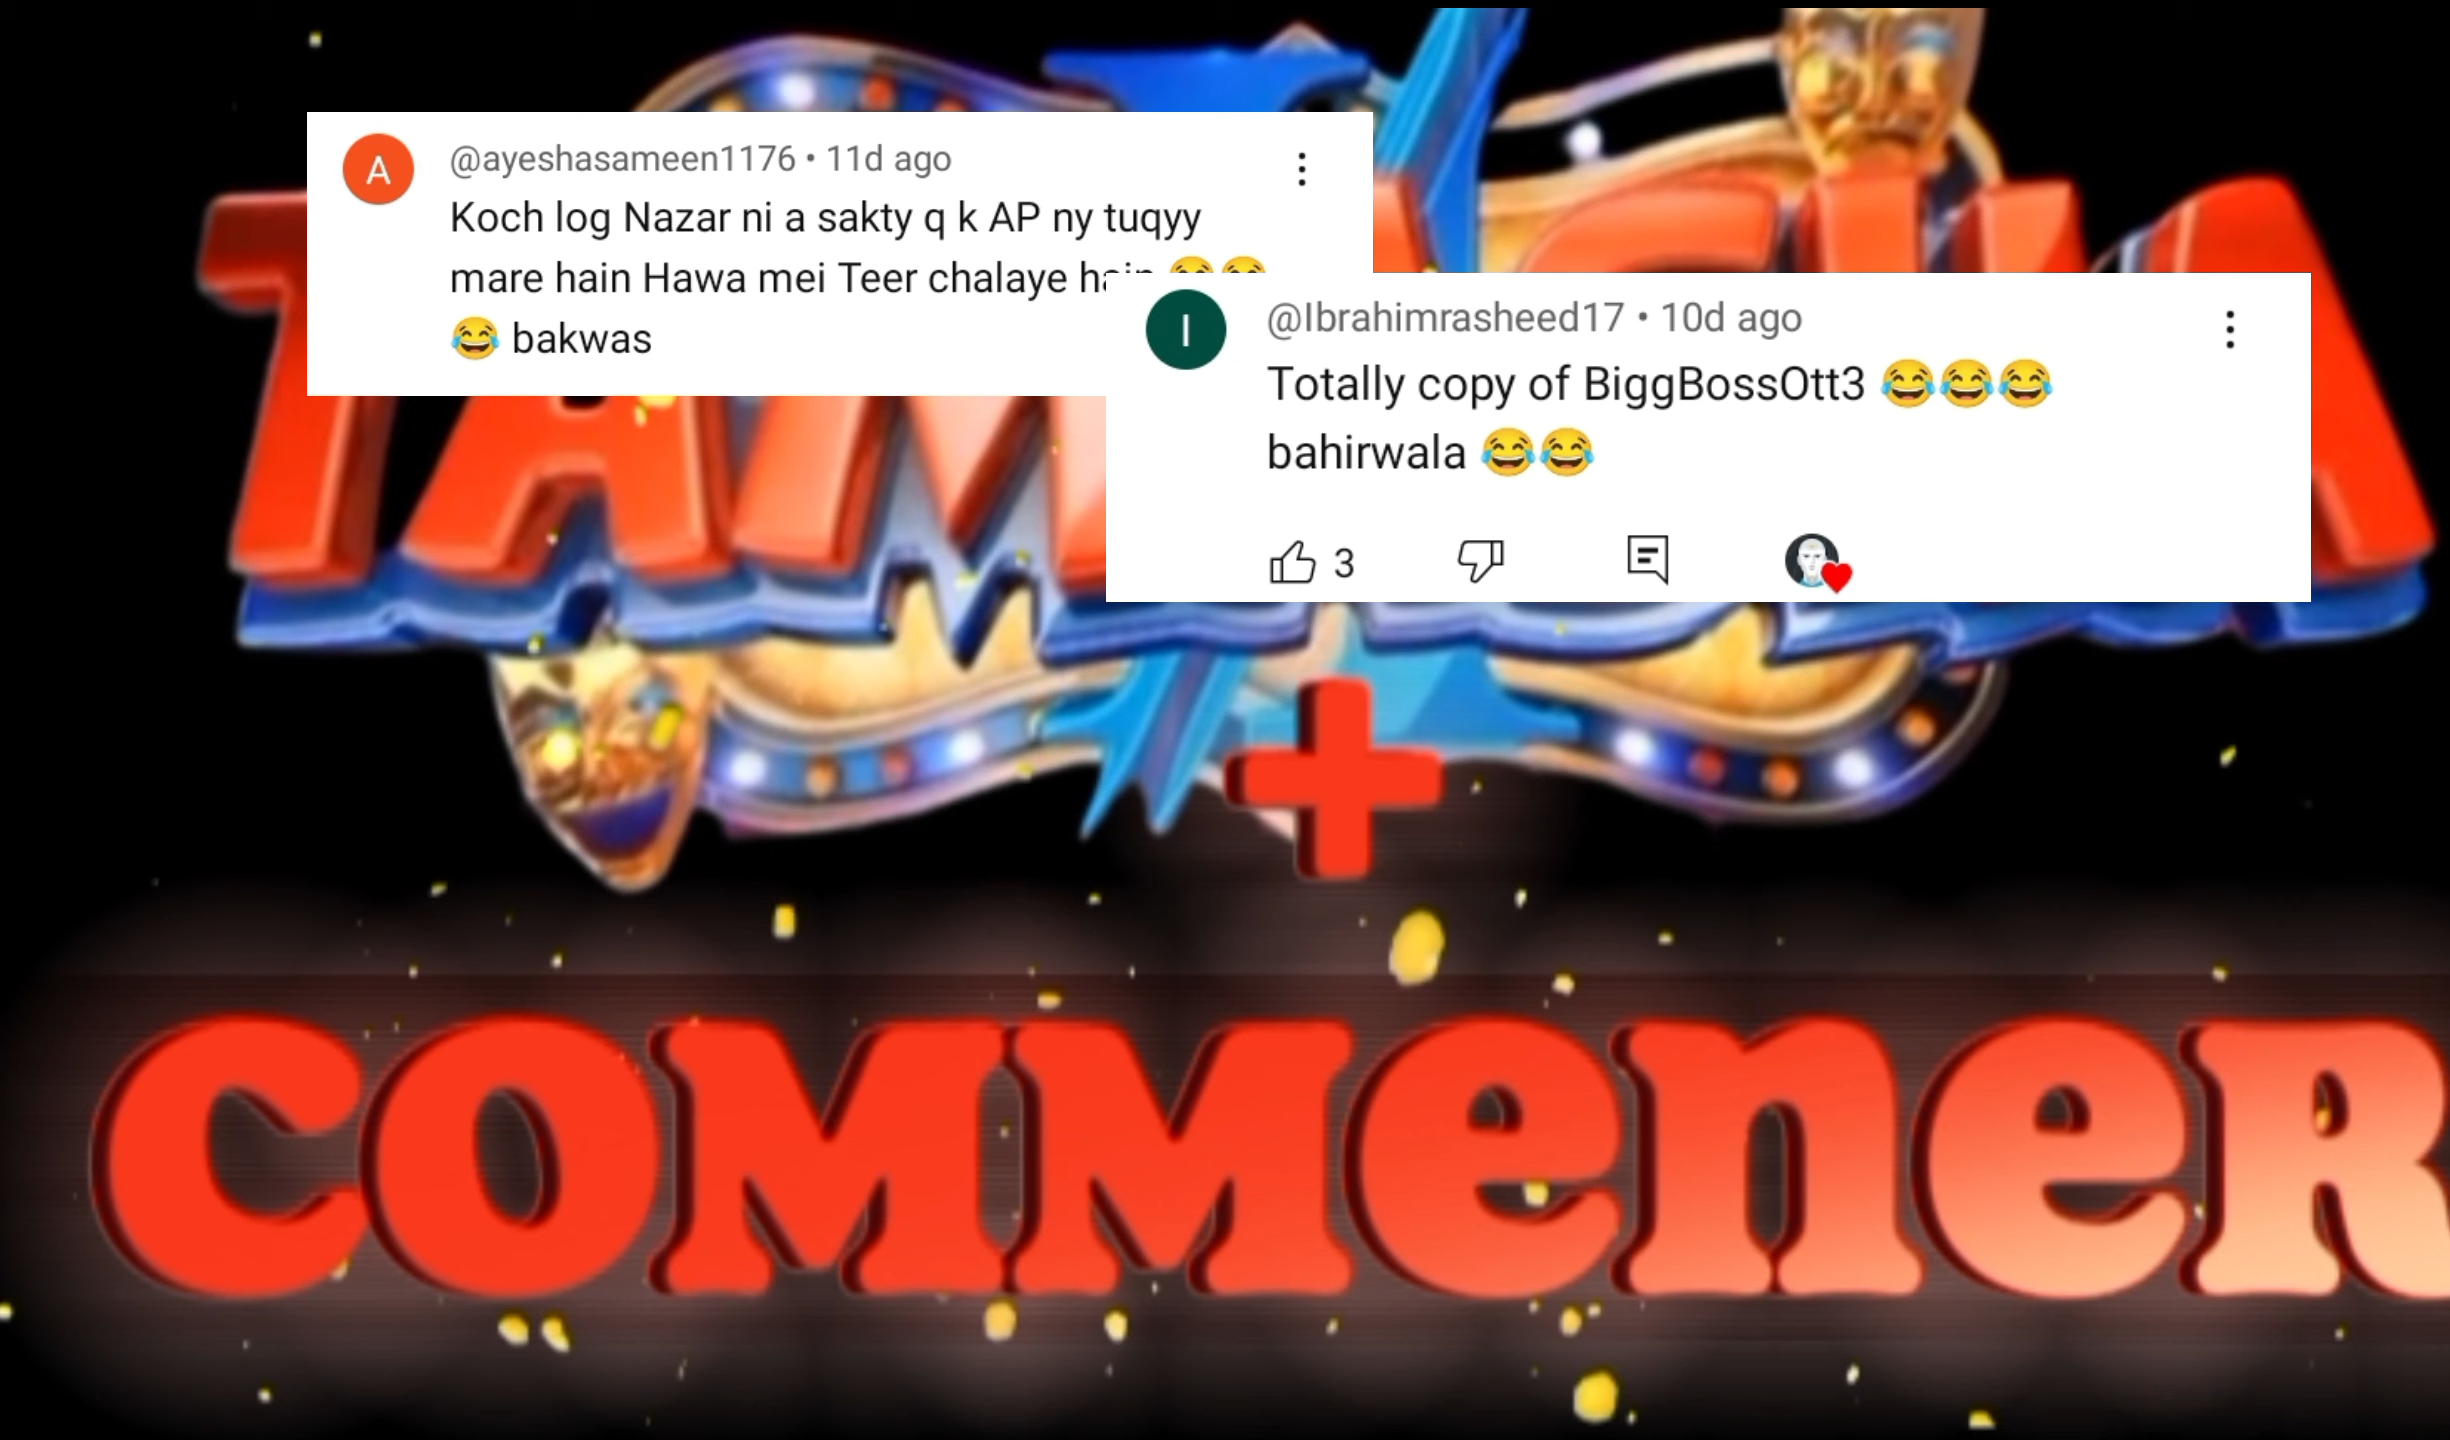 @ayeshasameen1176 • 11d ago
Koch log Nazar ni a sakty q k AP ny tuqyy
mare hain Hawa mei Teer chalaye hain 😂😂
😂 bakwas
@Ibrahimrasheed17 • 10d ago
Totally copy of BiggBossOtt3 😂😂😂
bahirwala 😂😂
3
+
COMMeneR